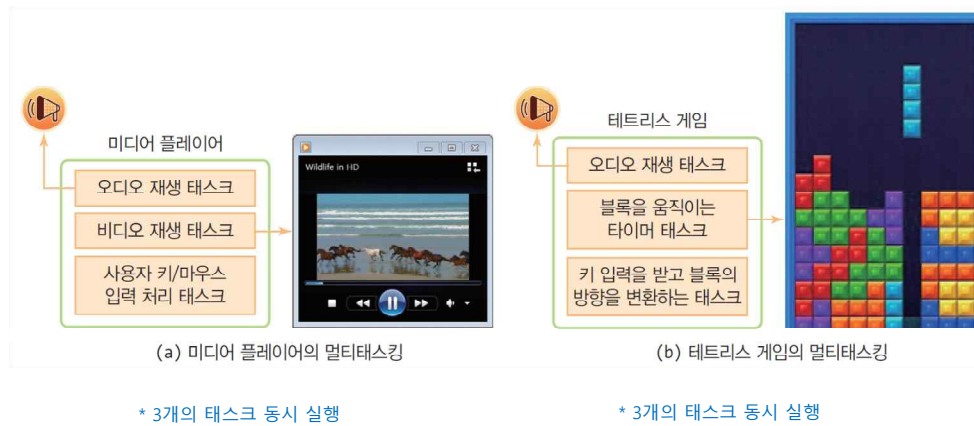 미디어 플레이어
오디오 재생 태스크
비디오 재생 태스크
사용자 키/마우스
입력 처리 태스크
Wildlife in HD
(a) 미디어 플레이어의 멀티태스킹
* 3개의 태스크 동시 실행
테트리스 게임
오디오 재생 태스크
블록을 움직이는
타이머 태스크
키 입력을 받고 블록의
방향을 변환하는 태스크
(b) 테트리스 게임의 멀티태스킹
* 3개의 태스크 동시 실행